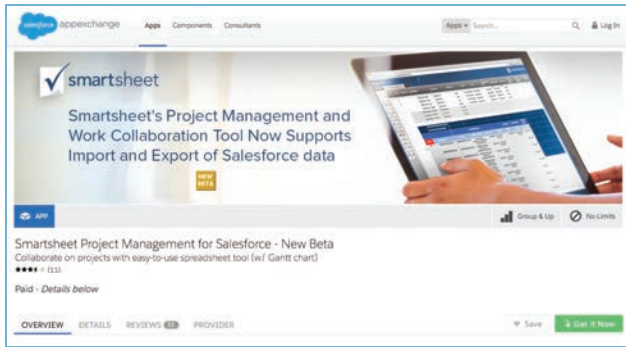 salesforce appexchange Apps Components Consultants Apps Search... Log In
smartsheet
Smartsheet's Project Management and
Work Collaboration Tool Now Supports
Import and Export of Salesforce data
NEW
BETA
APP Group & Up No Limits
Smartsheet Project Management for Salesforce - New Beta
Collaborate on projects with easy-to-use spreadsheet tool (w/ Gantt chart)
(11)
Paid - Details below
OVERVIEW DETAILS REVIEWS 11 PROVIDER Save Get It Now